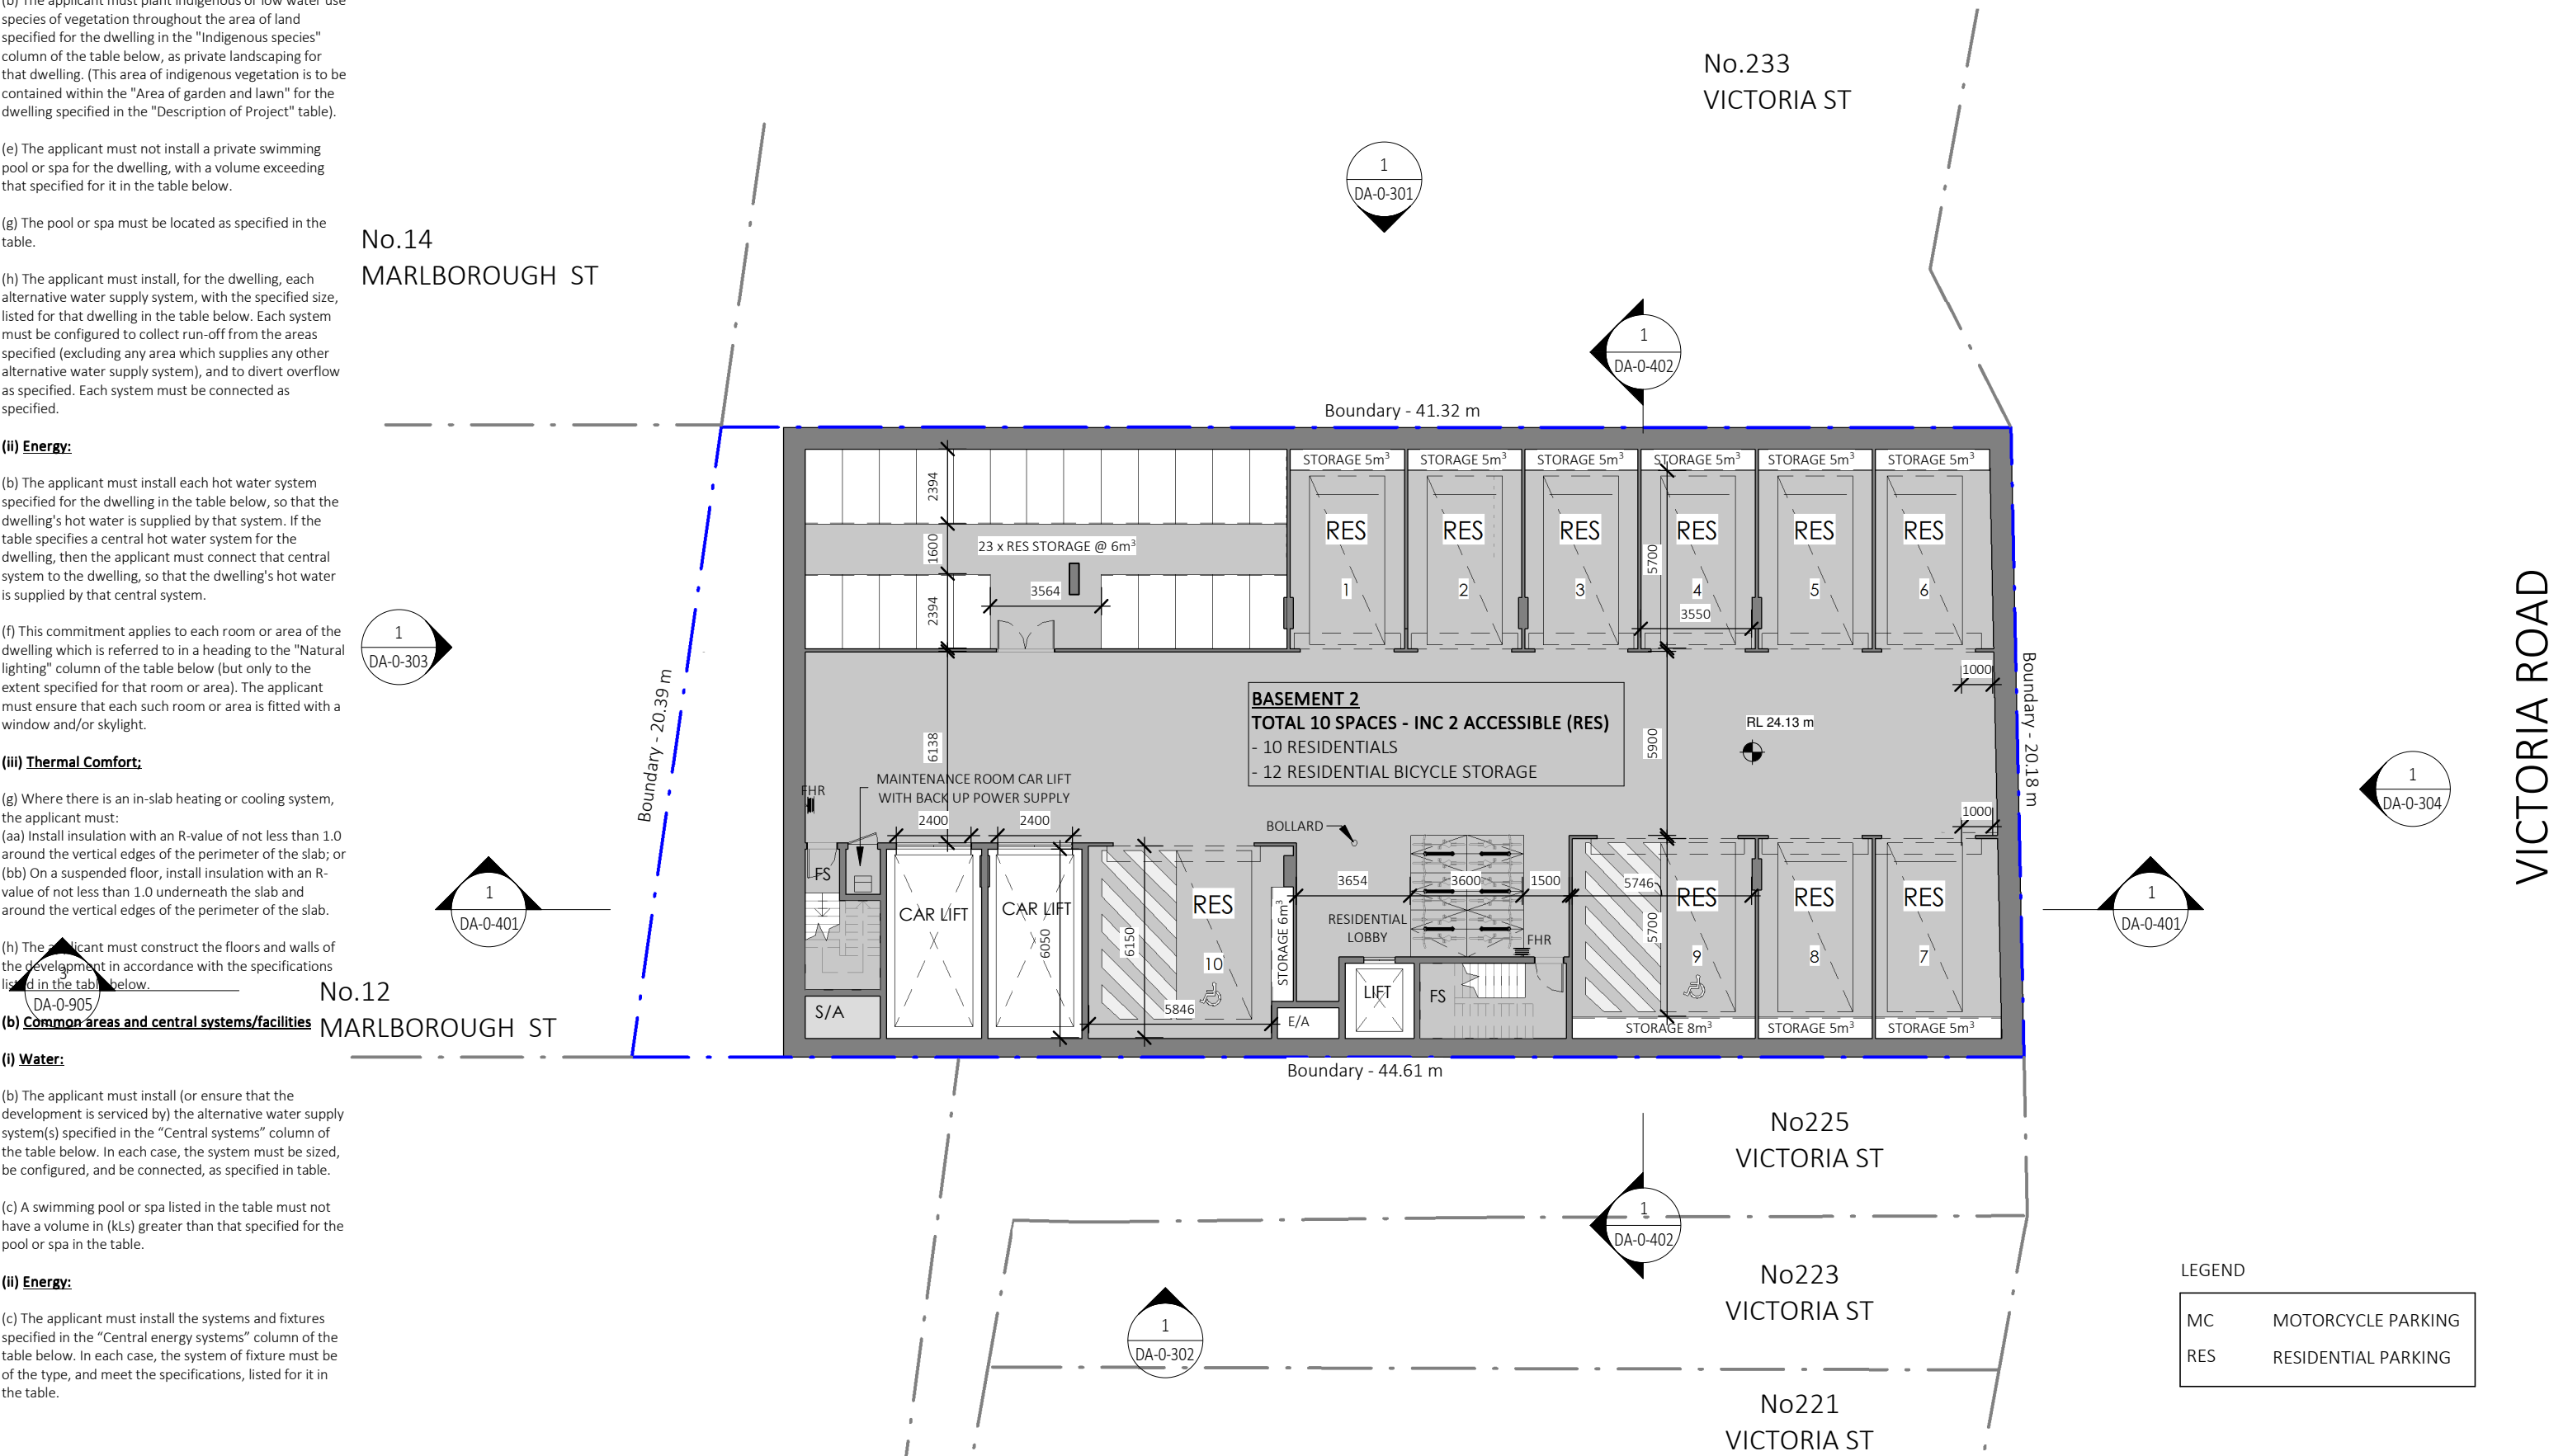 (b) The applicant must plant indigenous or low water use
species of vegetation throughout the area of land
specified for the dwelling in the "Indigenous species"
column of the table below, as private landscaping for
that dwelling. (This area of indigenous vegetation is to be
contained within the "Area of garden and lawn" for the
dwelling specified in the "Description of Project" table).
(e) The applicant must not install a private swimming
pool or spa for the dwelling, with a volume exceeding
that specified for it in the table below.
(g) The pool or spa must be located as specified in the
table.
(h) The applicant must install, for the dwelling, each
alternative water supply system, with the specified size,
listed for that dwelling in the table below. Each system
must be configured to collect run-off from the areas
specified (excluding any area which supplies any other
alternative water supply system), and to divert overflow
as specified. Each system must be connected as
specified.
(ii) Energy:
(b) The applicant must install each hot water system
specified for the dwelling in the table below, so that the
dwelling's hot water is supplied by that system. If the
table specifies a central hot water system for the
dwelling, then the applicant must connect that central
system to the dwelling, so that the dwelling's hot water
is supplied by that central system.
(f) This commitment applies to each room or area of the
dwelling which is referred to in a heading to the "Natural
lighting" column of the table below (but only to the
extent specified for that room or area). The applicant
must ensure that each such room or area is fitted with a
window and/or skylight.
(iii) Thermal Comfort;
(g) Where there is an in-slab heating or cooling system,
the applicant must:
(aa) Install insulation with an R-value of not less than 1.0
around the vertical edges of the perimeter of the slab; or
(bb) On a suspended floor, install insulation with an R-
value of not less than 1.0 underneath the slab and
around the vertical edges of the perimeter of the slab.
(h) The applicant must construct the floors and walls of
the development in accordance with the specifications
listed in the table below.
3
DA-0-905
(b) Common areas and central systems/facilities
(i) Water:
(b) The applicant must install (or ensure that the
development is serviced by) the alternative water supply
system(s) specified in the “Central systems” column of
the table below. In each case, the system must be sized,
be configured, and be connected, as specified in table.
(c) A swimming pool or spa listed in the table must not
have a volume in (kLs) greater than that specified for the
pool or spa in the table.
(ii) Energy:
(c) The applicant must install the systems and fixtures
specified in the “Central energy systems” column of the
table below. In each case, the system of fixture must be
of the type, and meet the specifications, listed for it in
the table.
No.233
VICTORIA ST
1
DA-0-301
No.14
MARLBOROUGH ST
1
DA-0-402
Boundary - 41.32 m
STORAGE 5m³
STORAGE 5m³
STORAGE 5m³
STORAGE 5m³
STORAGE 5m³
STORAGE 5m³
2394
RES
RES
RES
RES
RES
RES
23 x RES STORAGE @ 6m³
1600
5700
3564
1
2
3
4
5
6
2394
3550
1
DA-0-303
1000
Boundary - 20.39 m
Boundary - 20.18 m
BASEMENT 2
TOTAL 10 SPACES - INC 2 ACCESSIBLE (RES)
- 10 RESIDENTIALS
- 12 RESIDENTIAL BICYCLE STORAGE
RL 24.13 m
6138
5900
MAINTENANCE ROOM CAR LIFT
WITH BACK UP POWER SUPPLY
FHR
2400
2400
BOLLARD
1000
1
DA-0-304
VICTORIA ROAD
FS
3654
3600
1500
5746
1
DA-0-401
1
DA-0-401
CAR LIFT
CAR LIFT
RES
RES
RES
RES
RESIDENTIAL
LOBBY
STORAGE 6m³
6050
6150
5700
FHR
10
9
8
7
LIFT
FS
No.12
MARLBOROUGH ST
S/A
5846
E/A
STORAGE 8m³
STORAGE 5m³
STORAGE 5m³
Boundary - 44.61 m
No225
VICTORIA ST
1
DA-0-402
No223
VICTORIA ST
1
DA-0-302
No221
VICTORIA ST
LEGEND
MC MOTORCYCLE PARKING
RES RESIDENTIAL PARKING